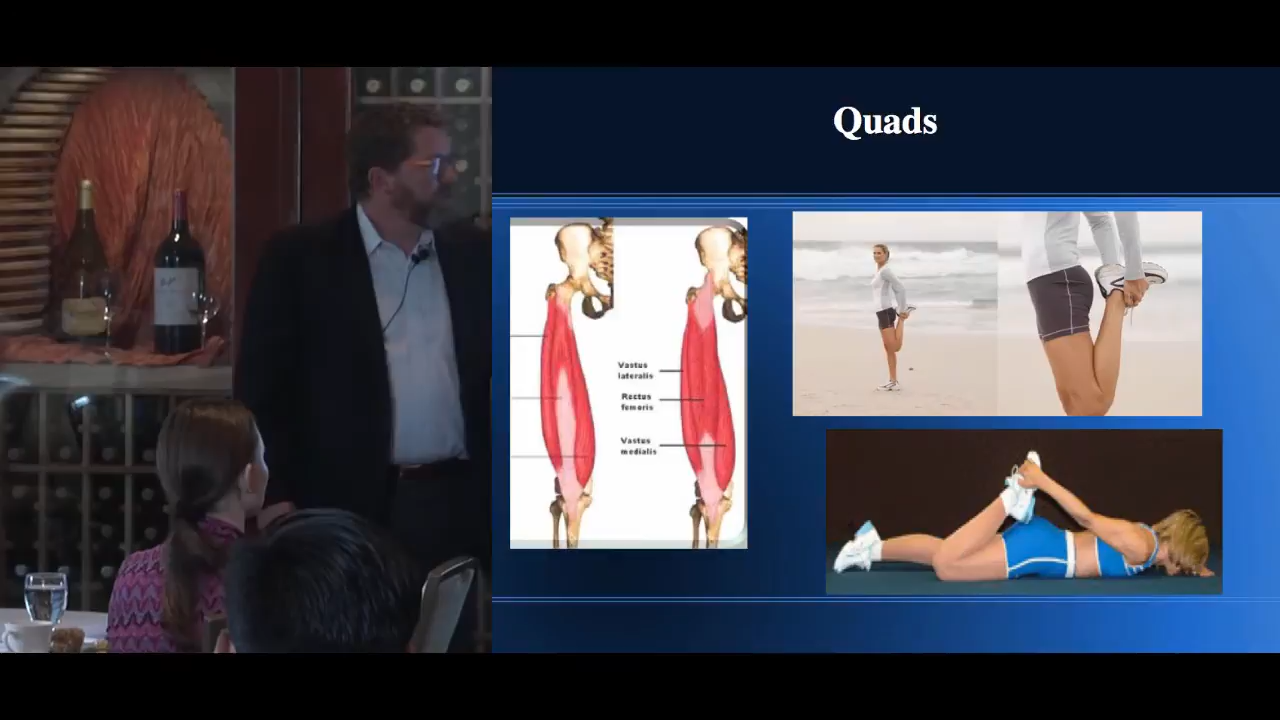 Quads
Vastus
lateralis
Rectus
femoris
Vastus
medialis